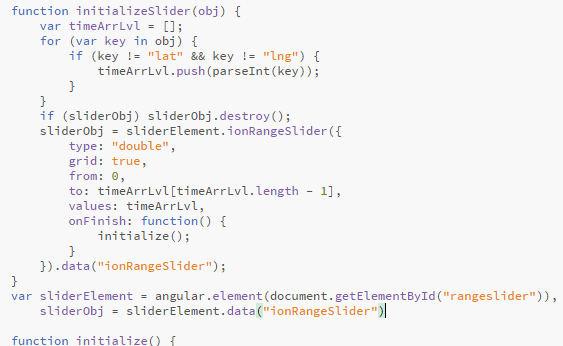 function initializeSlider(obj) {
    var timeArrLvl = [];
    for (var key in obj) {
        if (key != "lat" && key != "lng") {
            timeArrLvl.push(parseInt(key));
        }
    }
    if (sliderObj) sliderObj.destroy();
    sliderObj = sliderElement.ionRangeSlider({
        type: "double",
        grid: true,
        from: 0,
        to: timeArrLvl[timeArrLvl.length - 1],
        values: timeArrLvl,
        onFinish: function() {
            initialize();
        }
    }).data("ionRangeSlider");
}
var sliderElement = angular.element(document.getElementById("rangeslider")),
    sliderObj = sliderElement.data("ionRangeSlider")
function initialize() {